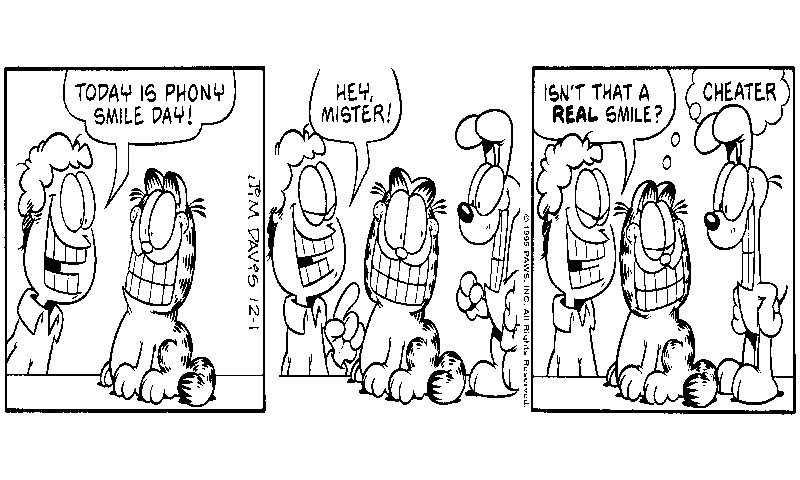 TODAY IS PHONY
SMILE DAY!
JIM DAVIS 12-1
HEY,
MISTER!
© 1995 PAWS, INC. All Rights Reserved.
ISN'T THAT A
REAL SMILE?
CHEATER